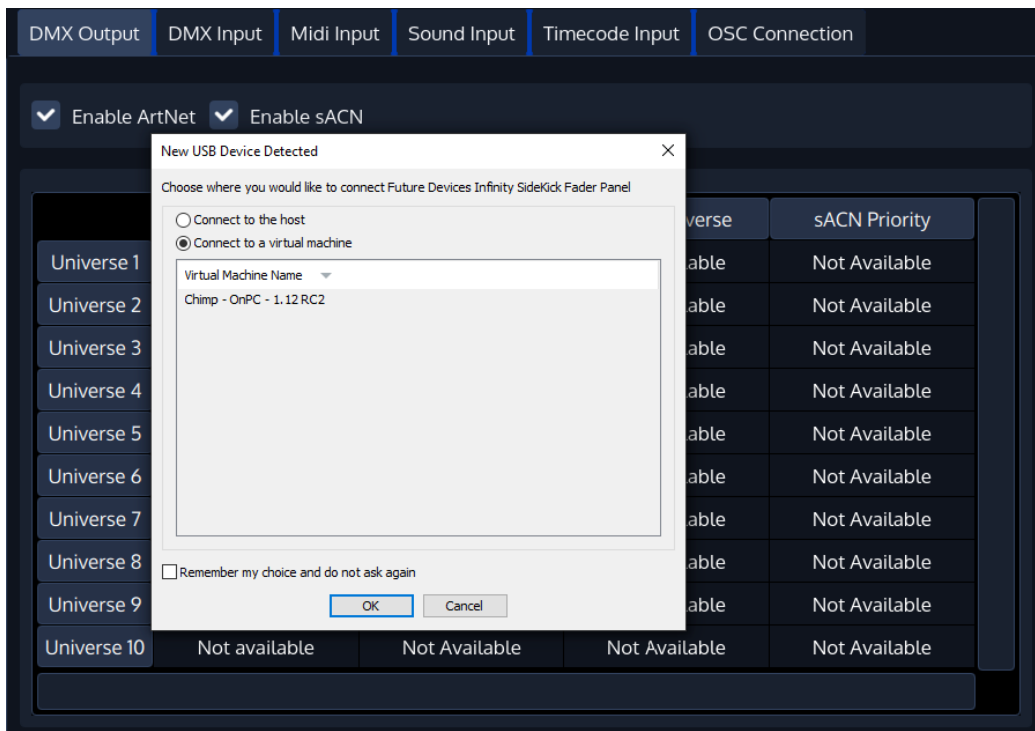 DMX Output DMX Input Midi Input Sound Input Timecode Input OSC Connection
Enable ArtNet Enable sACN
New USB Device Detected
Choose where you would like to connect Future Devices Infinity SideKick Fader Panel
Connect to the host
Connect to a virtual machine
Virtual Machine Name
Chimp - OnPC - 1.12 RC2
Remember my choice and do not ask again
OK Cancel
verse sACN Priority
Universe 1 able Not Available
Universe 2 able Not Available
Universe 3 able Not Available
Universe 4 able Not Available
Universe 5 able Not Available
Universe 6 able Not Available
Universe 7 able Not Available
Universe 8 able Not Available
Universe 9 able Not Available
Universe 10 Not available Not Available Not Available Not Available